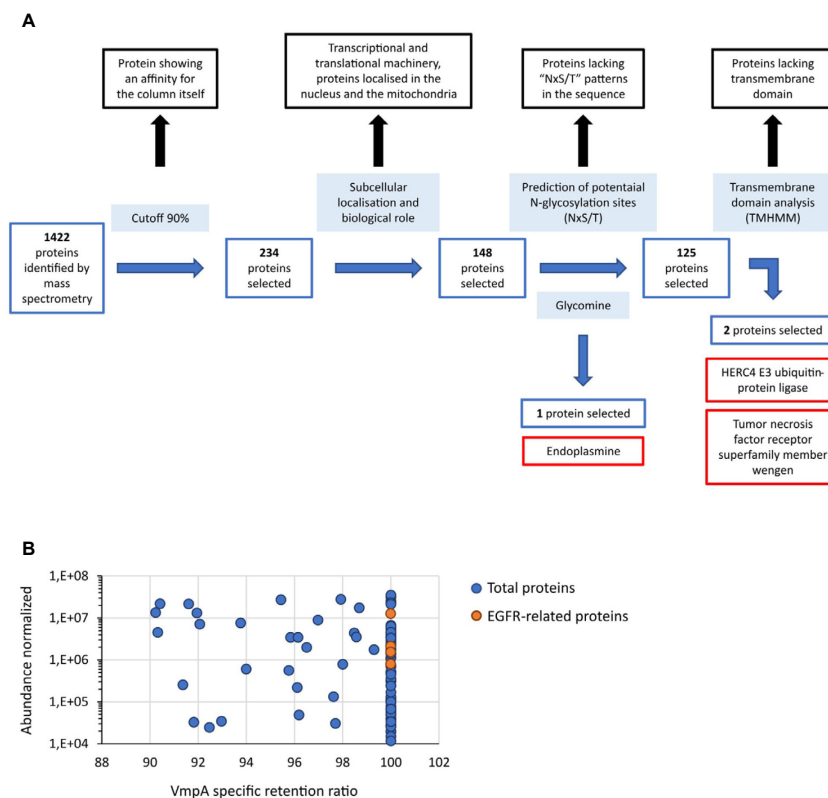 A
Protein showing
an affinity for
the column itself
Transcriptional and
translational machinery,
proteins localised in the
nucleus and the mitochondria
Proteins lacking
“NxS/T” patterns
in the sequence
Proteins lacking
transmembrane
domain
Cutoff 90%
Subcellular
localisation and
biological role
Prediction of potentaial
N-glycosylation sites
(NxS/T)
Transmembrane
domain analysis
(TMHMM)
1422
proteins
identified by
mass
spectrometry
234
proteins
selected
148
proteins
selected
125
proteins
selected
Glycomine
1 protein selected
Endoplasmine
2 proteins selected
HERC4 E3 ubiquitin-
protein ligase
Tumor necrosis
factor receptor
superfamily member
wengen
B
Abundance normalized
1,E+08
1,E+07
1,E+06
1,E+05
1,E+04
88 90 92 94 96 98 100 102
VmpA specific retention ratio
Total proteins
EGFR-related proteins